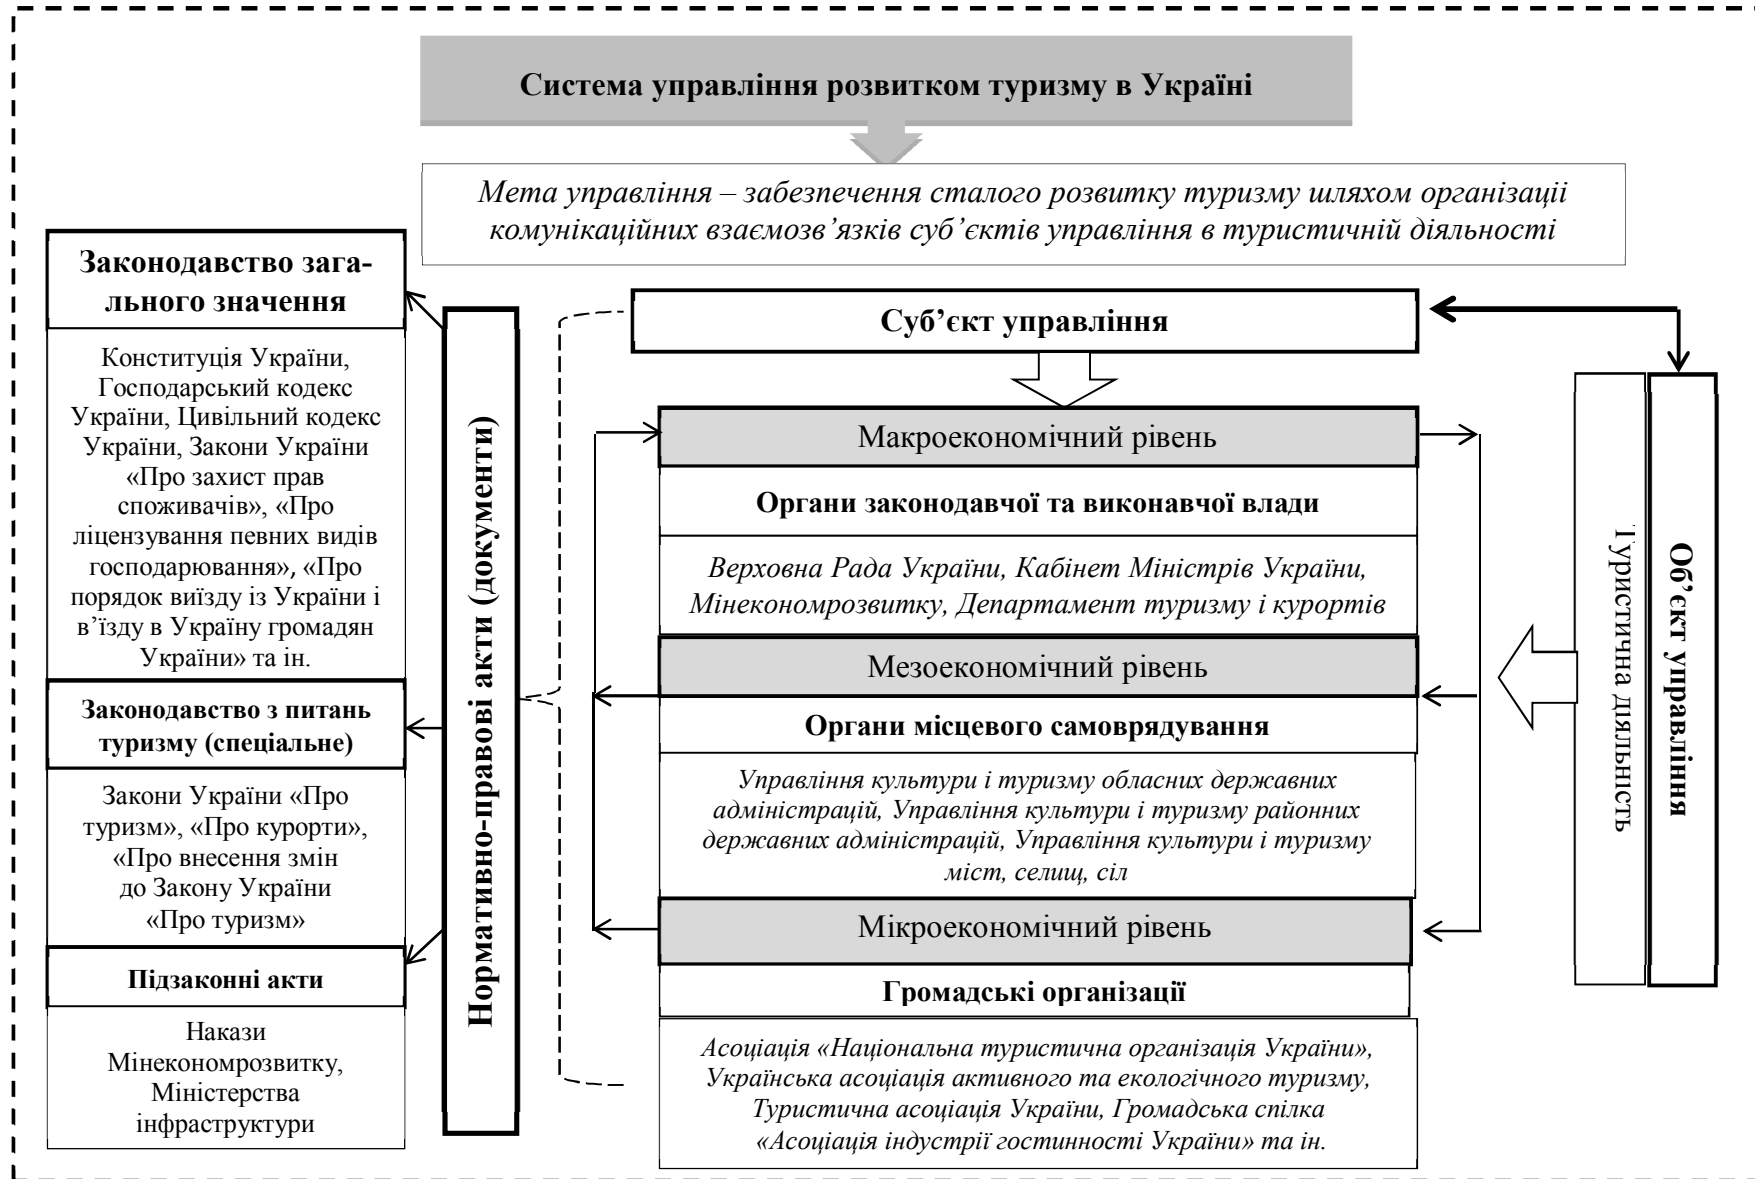 Система управління розвитком туризму в Україні
Мета управління – забезпечення сталого розвитку туризму шляхом організації
комунікаційних взаємозв’язків суб’єктів управління в туристичній діяльності
Законодавство зага-
льного значення
Конституція України,
Господарський кодекс
України, Цивільний кодекс
України, Закони України
«Про захист прав
споживачів», «Про
ліцензування певних видів
господарювання», «Про
порядок виїзду із України і
в’їзду в Україну громадян
України» та ін.
Законодавство з питань
туризму (спеціальне)
Закони України «Про
туризм», «Про курорти»,
«Про внесення змін
до Закону України
«Про туризм»
Підзаконні акти
Накази
Мінекономрозвитку,
Міністерства
інфраструктури
Нормативно-правові акти (документи)
Суб’єкт управління
Макроекономічний рівень
Органи законодавчої та виконавчої влади
Верховна Рада України, Кабінет Міністрів України,
Мінекономрозвитку, Департамент туризму і курортів
Мезоекономічний рівень
Органи місцевого самоврядування
Управління культури і туризму обласних державних
адміністрацій, Управління культури і туризму районних
державних адміністрацій, Управління культури і туризму
міст, селищ, сіл
Мікроекономічний рівень
Громадські організації
Асоціація «Національна туристична організація України»,
Українська асоціація активного та екологічного туризму,
Туристична асоціація України, Громадська спілка
«Асоціація індустрії гостинності України» та ін.
Туристична діяльність
Об’єкт управління